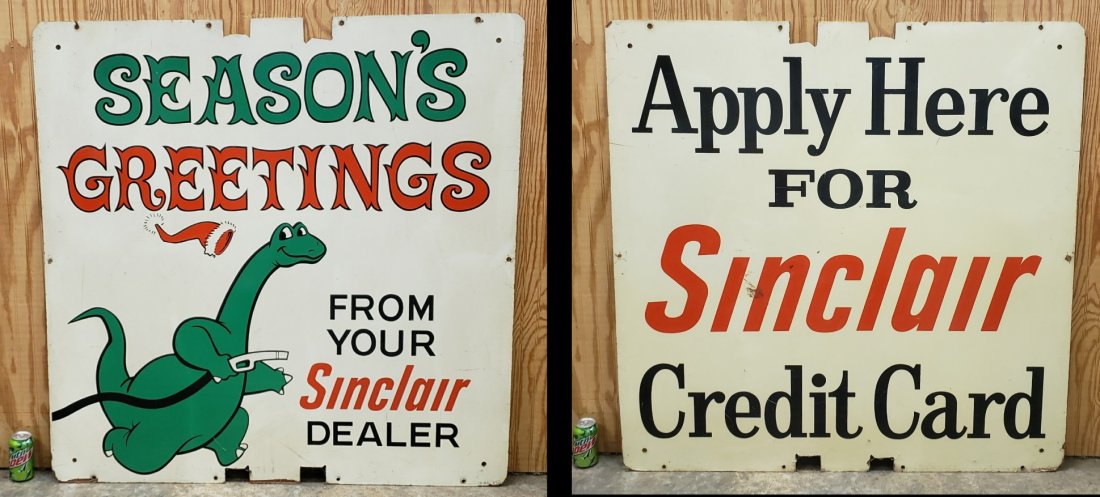 SEASON'S
GREETINGS
FROM
YOUR
Sinclair
DEALER
Apply Here
FOR
Sinclair
Credit Card